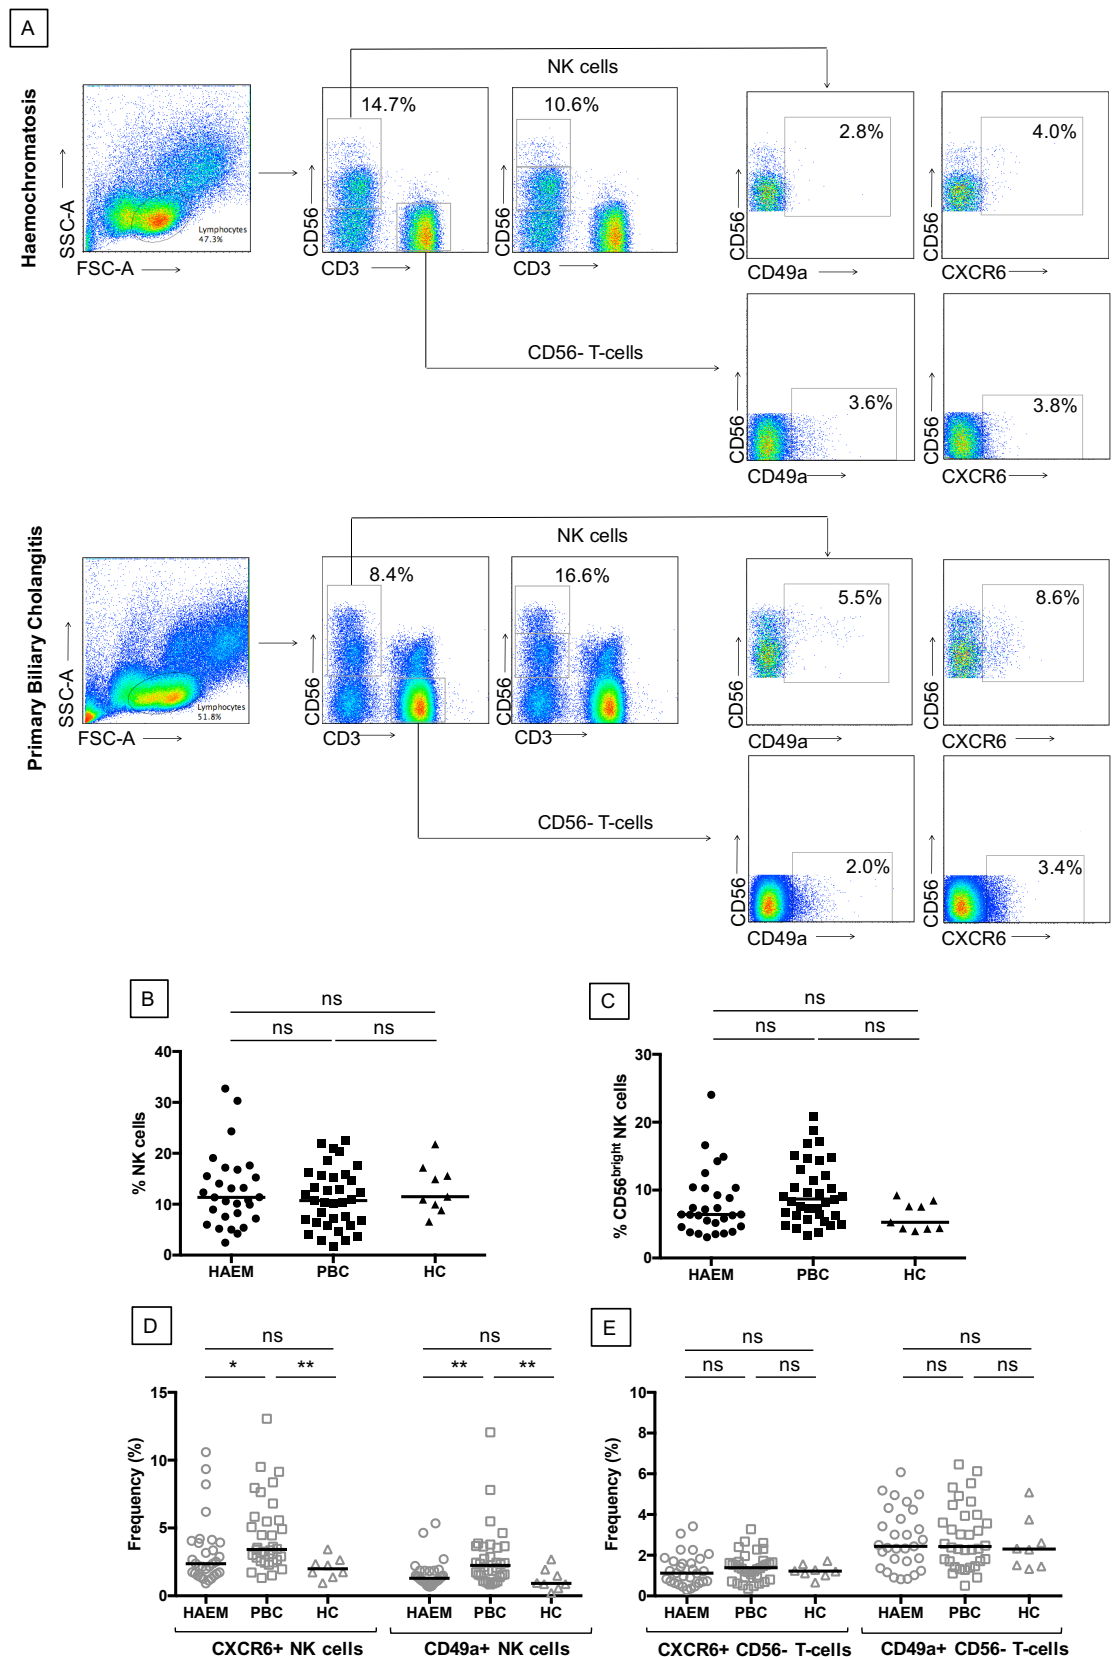 A
Haemochromatosis
SSC-A
FSC-A
Lymphocytes
47.3%
NK cells
14.7%
CD56
CD3
10.6%
CD56
CD3
2.8%
CD56
CD49a
4.0%
CD56
CXCR6
CD56- T-cells
3.6%
CD56
CD49a
3.8%
CD56
CXCR6
Primary Biliary Cholangitis
SSC-A
FSC-A
Lymphocytes
51.8%
NK cells
8.4%
CD56
CD3
16.6%
CD56
CD3
5.5%
CD56
CD49a
8.6%
CD56
CXCR6
CD56- T-cells
2.0%
CD56
CD49a
3.4%
CD56
CXCR6
B
ns
ns ns
% NK cells
40
30
20
10
0
HAEM PBC HC
C
ns
ns ns
% CD56bright NK cells
30
20
10
0
HAEM PBC HC
D
ns ns
* ** ** **
Frequency (%)
15
10
5
0
HAEM PBC HC HAEM PBC HC
CXCR6+ NK cells CD49a+ NK cells
E
ns ns
ns ns ns ns
Frequency (%)
10
8
6
4
2
0
HAEM PBC HC HAEM PBC HC
CXCR6+ CD56- T-cells CD49a+ CD56- T-cells